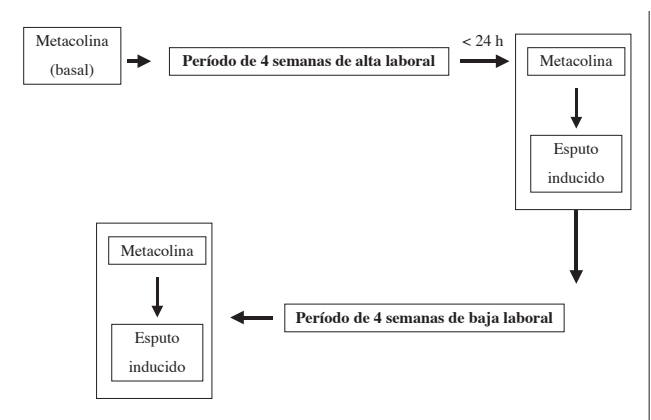 Metacolina
(basal)
Período de 4 semanas de alta laboral
< 24 h
Metacolina
Esputo
inducido
Período de 4 semanas de baja laboral
Metacolina
Esputo
inducido